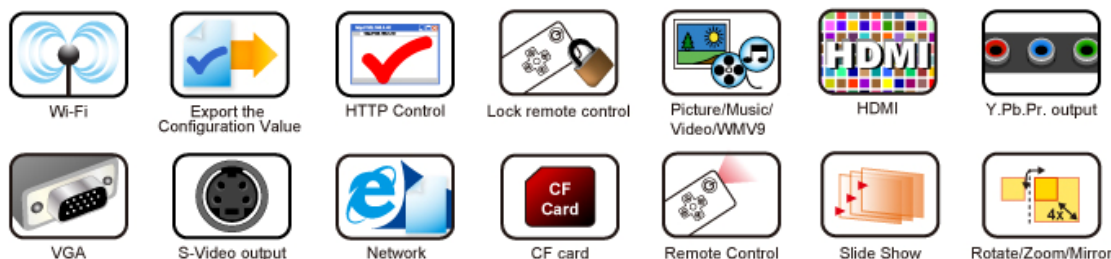 Wi-Fi
Export the
Configuration Value
HTTP Control
Lock remote control
Picture/Music/
Video/WMV9
HDMI
HDMI
Y.Pb.Pr. output
VGA
S-Video output
Network
CF
Card
CF card
Remote Control
Slide Show
4x
Rotate/Zoom/Mirror